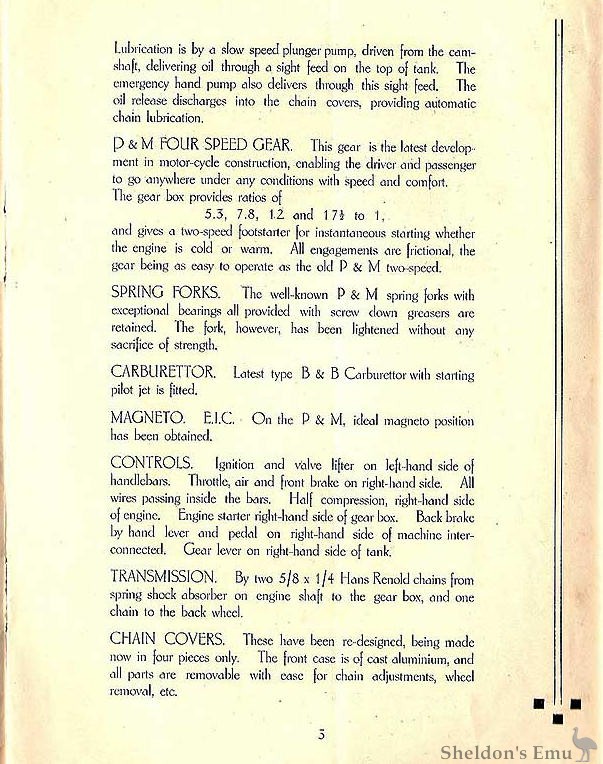 Lubrication is by a slow speed plunger pump, driven from the cam-
shaft, delivering oil through a sight feed on the top of tank. The
emergency hand pump also delivers through this sight feed. The
oil release discharges into the chain covers, providing automatic
chain lubrication.
P & M FOUR SPEED GEAR. This gear is the latest develop-
ment in motor-cycle construction, enabling the driver and passenger
to go anywhere under any conditions with speed and comfort.
The gear box provides ratios of
5.3, 7.8, 1.2 and 17½ to 1,
and gives a two-speed footstarter for instantaneous starting whether
the engine is cold or warm. All engagements are frictional, the
gear being as easy to operate as the old P & M two-speed.
SPRING FORKS. The well-known P & M spring forks with
exceptional bearings all provided with screw down greasers are
retained. The fork, however, has been lightened without any
sacrifice of strength.
CARBURETTOR. Latest type B & B Carburettor with starting
pilot jet is fitted.
MAGNETO. E.I.C. On the P & M, ideal magneto position
has been obtained.
CONTROLS. Ignition and valve lifter on left-hand side of
handlebars. Throttle, air and front brake on right-hand side. All
wires passing inside the bars. Half compression, right-hand side
of engine. Engine starter right-hand side of gear box. Back brake
by hand lever and pedal on right-hand side of machine inter-
connected. Gear lever on right-hand side of tank.
TRANSMISSION. By two 5/8 x 1/4 Hans Renold chains from
spring shock absorber on engine shaft to the gear box, and one
chain to the back wheel.
CHAIN COVERS. These have been re-designed, being made
now in four pieces only. The front case is of cast aluminium, and
all parts are removable with ease for chain adjustments, wheel
removal, etc.
3
Sheldon's Emu